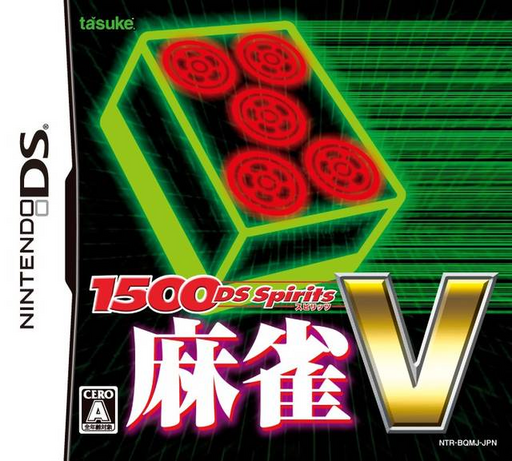 tasuke
NINTENDO DS
1500 DS Spirits
スピリッツ
麻雀 V
CERO
A
全年齢対象
NTR-BQMJ-JPN